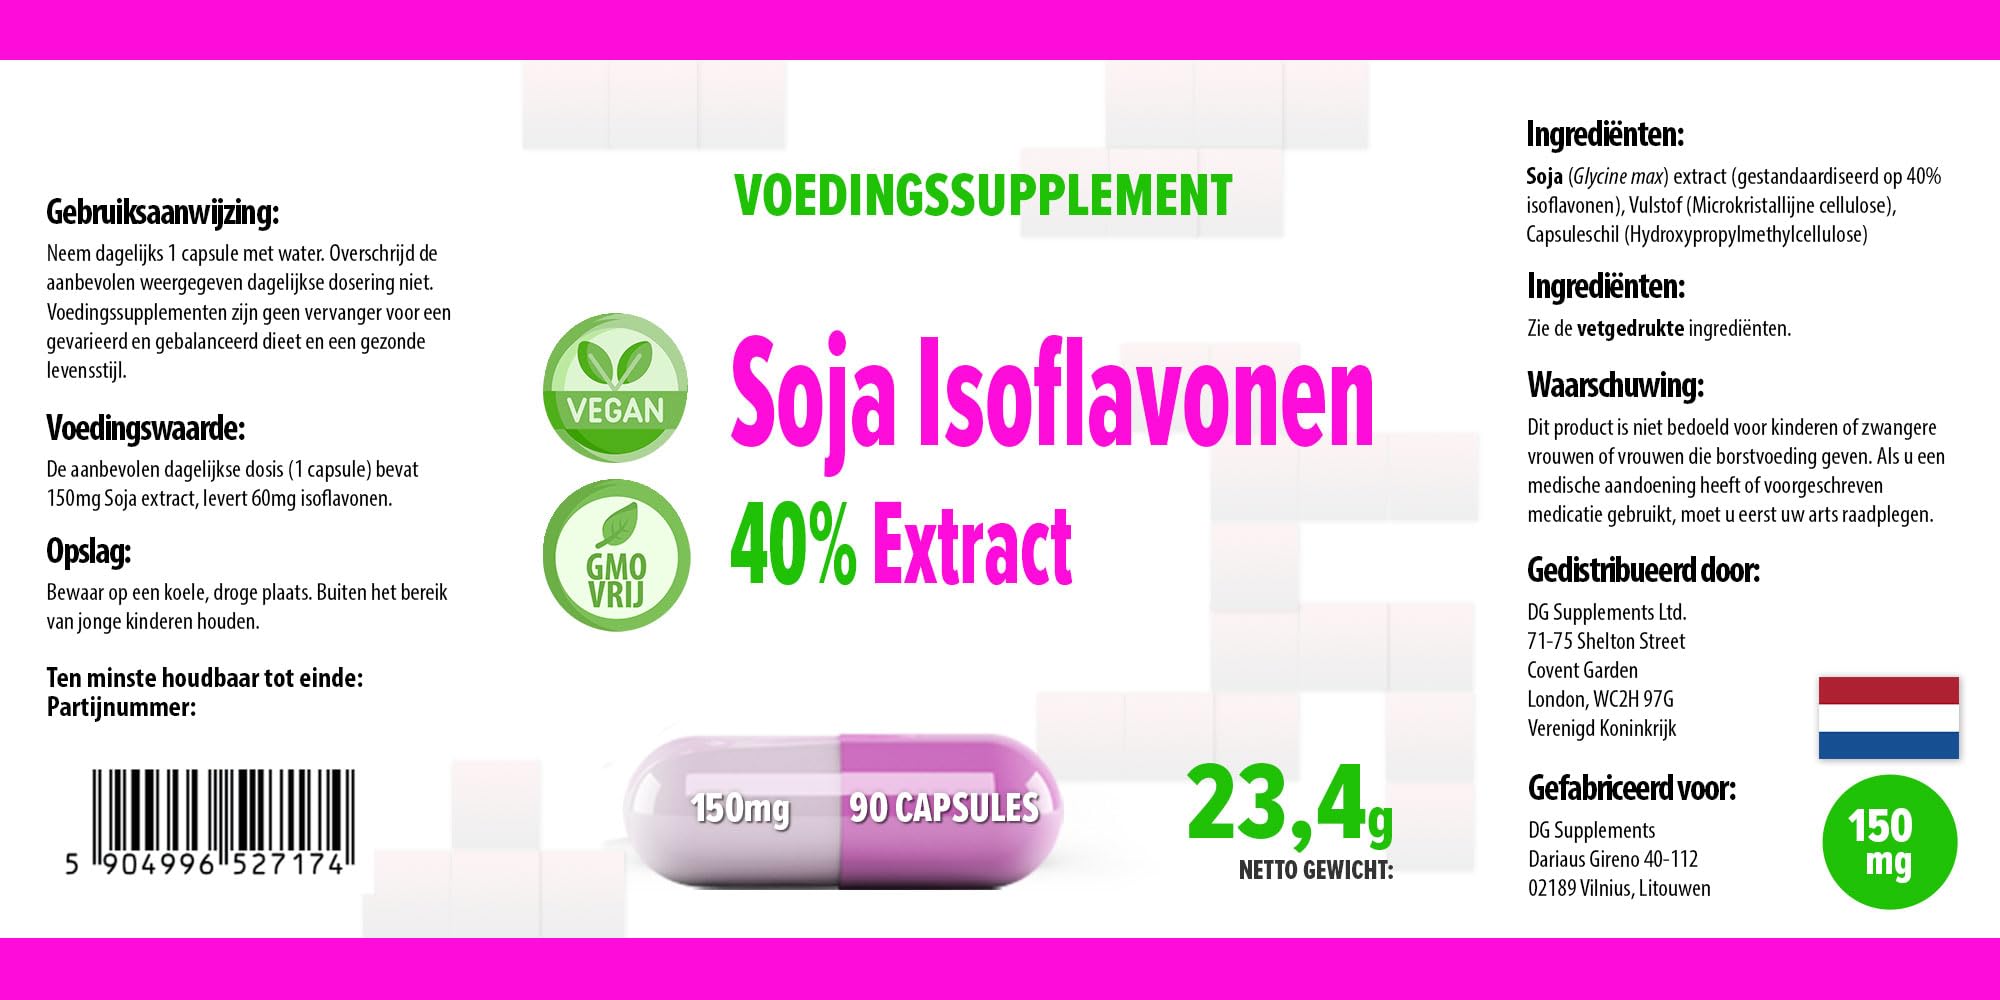 Gebruiksaanwijzing:
Neem dagelijks 1 capsule met water. Overschrijd de
aanbevolen weergegeven dagelijkse dosering niet.
Voedingssupplementen zijn geen vervanger voor een
gevarieerd en gebalanceerd dieet en een gezonde
levensstijl.
Voedingswaarde:
De aanbevolen dagelijkse dosis (1 capsule) bevat
150mg Soja extract, levert 60mg isoflavonen.
Opslag:
Bewaar op een koele, droge plaats. Buiten het bereik
van jonge kinderen houden.
Ten minste houdbaar tot einde:
Partijnummer:
5 904996 527174
VOEDINGSSUPPLEMENT
VEGAN
GMO
VRIJ
Soja Isoflavonen
40% Extract
150mg 90 CAPSULES
23,4g
NETTO GEWICHT:
Ingrediënten:
Soja (Glycine max) extract (gestandaardiseerd op 40%
isoflavonen), Vulstof (Microkristallijne cellulose),
Capsuleschil (Hydroxypropylmethylcellulose)
Ingrediënten:
Zie de vetgedrukte ingrediënten.
Waarschuwing:
Dit product is niet bedoeld voor kinderen of zwangere
vrouwen of vrouwen die borstvoeding geven. Als u een
medische aandoening heeft of voorgeschreven
medicatie gebruikt, moet u eerst uw arts raadplegen.
Gedistribueerd door:
DG Supplements Ltd.
71-75 Shelton Street
Covent Garden
London, WC2H 97G
Verenigd Koninkrijk
Gefabriceerd voor:
DG Supplements
Dariaus Gireno 40-112
02189 Vilnius, Litouwen
150
mg